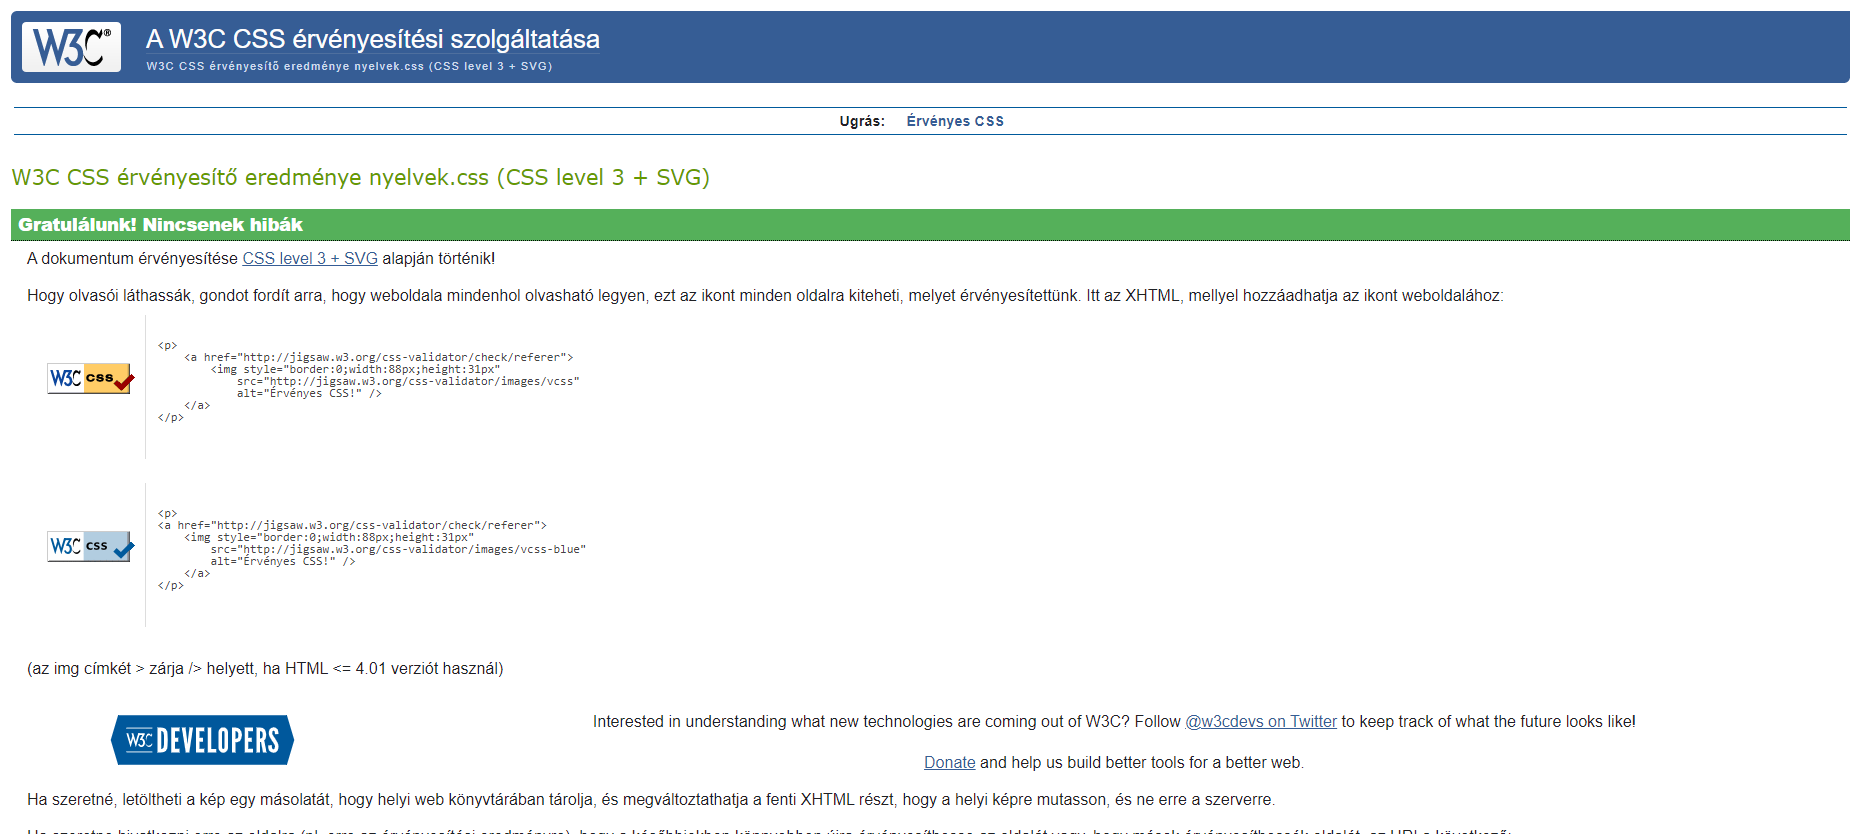 W3C®
A W3C CSS érvényesítési szolgáltatása
W3C CSS érvényesítő eredménye nyelvek.css (CSS level 3 + SVG)
Ugrás: Érvényes CSS
W3C CSS érvényesítő eredménye nyelvek.css (CSS level 3 + SVG)
Gratulálunk! Nincsenek hibák
A dokumentum érvényesítése CSS level 3 + SVG alapján történik!
Hogy olvasói láthassák, gondot fordít arra, hogy weboldala mindenhol olvasható legyen, ezt az ikont minden oldalra kiteheti, melyet érvényesítettünk. Itt az XHTML, mellyel hozzáadhatja az ikont weboldalához:
W3C css
<p>
<a href="http://jigsaw.w3.org/css-validator/check/referer">
<img style="border:0;width:88px;height:31px"
src="http://jigsaw.w3.org/css-validator/images/vcss"
alt="Érvényes CSS!" />
</a>
</p>
W3C css
<p>
<a href="http://jigsaw.w3.org/css-validator/check/referer">
<img style="border:0;width:88px;height:31px"
src="http://jigsaw.w3.org/css-validator/images/vcss-blue"
alt="Érvényes CSS!" />
</a>
</p>
(az img címkét > zárja /> helyett, ha HTML <= 4.01 verziót használ)
W3C DEVELOPERS
Interested in understanding what new technologies are coming out of W3C? Follow @w3cdevs on Twitter to keep track of what the future looks like!
Donate and help us build better tools for a better web.
Ha szeretné, letöltheti a kép egy másolatát, hogy helyi web könyvtárában tárolja, és megváltoztathatja a fenti XHTML részt, hogy a helyi képre mutasson, és ne erre a szerverre.